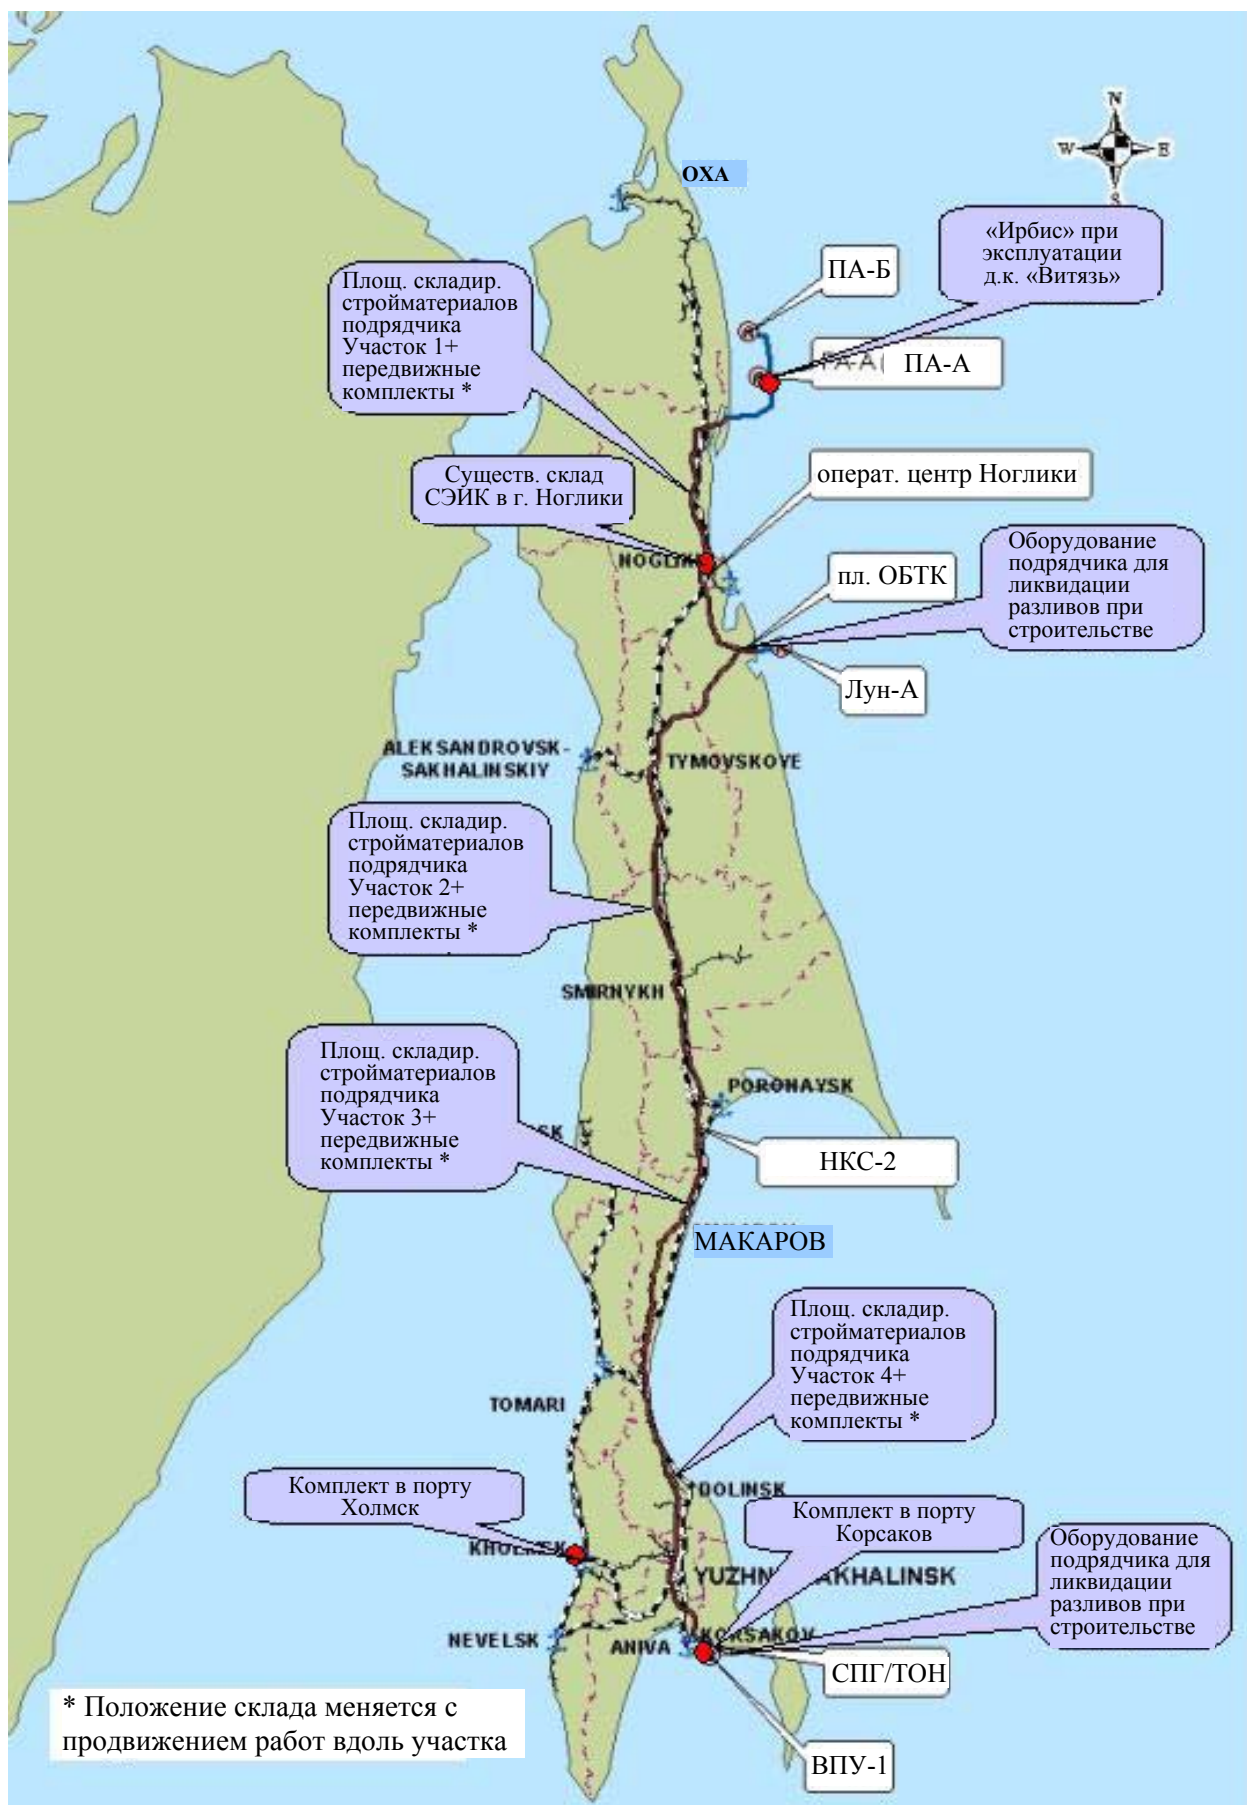 N
W
E
S
ОХА
«Ирбис» при
эксплуатации
д.к. «Витязь»
ПА-Б
Площ. складир.
стройматериалов
подрядчика
Участок 1+
передвижные
комплекты *
ПА-А
Существ. склад
СЭИК в г. Ноглики
операт. центр Ноглики
Оборудование
подрядчика для
ликвидации
разливов при
строительстве
пл. ОБТК
Лун-А
ALEKSANDROVSK-
SAKHALINSKIY
TYMOVSKOYE
Площ. складир.
стройматериалов
подрядчика
Участок 2+
передвижные
комплекты *
SMIRNYKH
Площ. складир.
стройматериалов
подрядчика
Участок 3+
передвижные
комплекты *
PORONAYSK
НКС-2
МАКАРОВ
Площ. складир.
стройматериалов
подрядчика
Участок 4+
передвижные
комплекты *
TOMARI
DOLINSK
Комплект в порту
Холмск
Комплект в порту
Корсаков
Оборудование
подрядчика для
ликвидации
разливов при
строительстве
NEVELSK
ANIVA
KORSAKOV
СПГ/ТОН
ВПУ-1
* Положение склада меняется с
продвижением работ вдоль участка